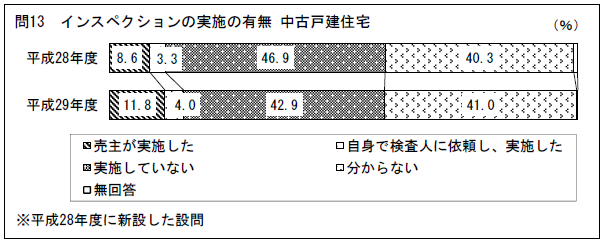 問13　インスペクションの実施の有無 中古戸建住宅
(％)
平成28年度 8.6 3.3 46.9 40.3
平成29年度 11.8 4.0 42.9 41.0
売主が実施した 自身で検査人に依頼し、実施した
実施していない 分からない
無回答
※平成28年度に新設した設問